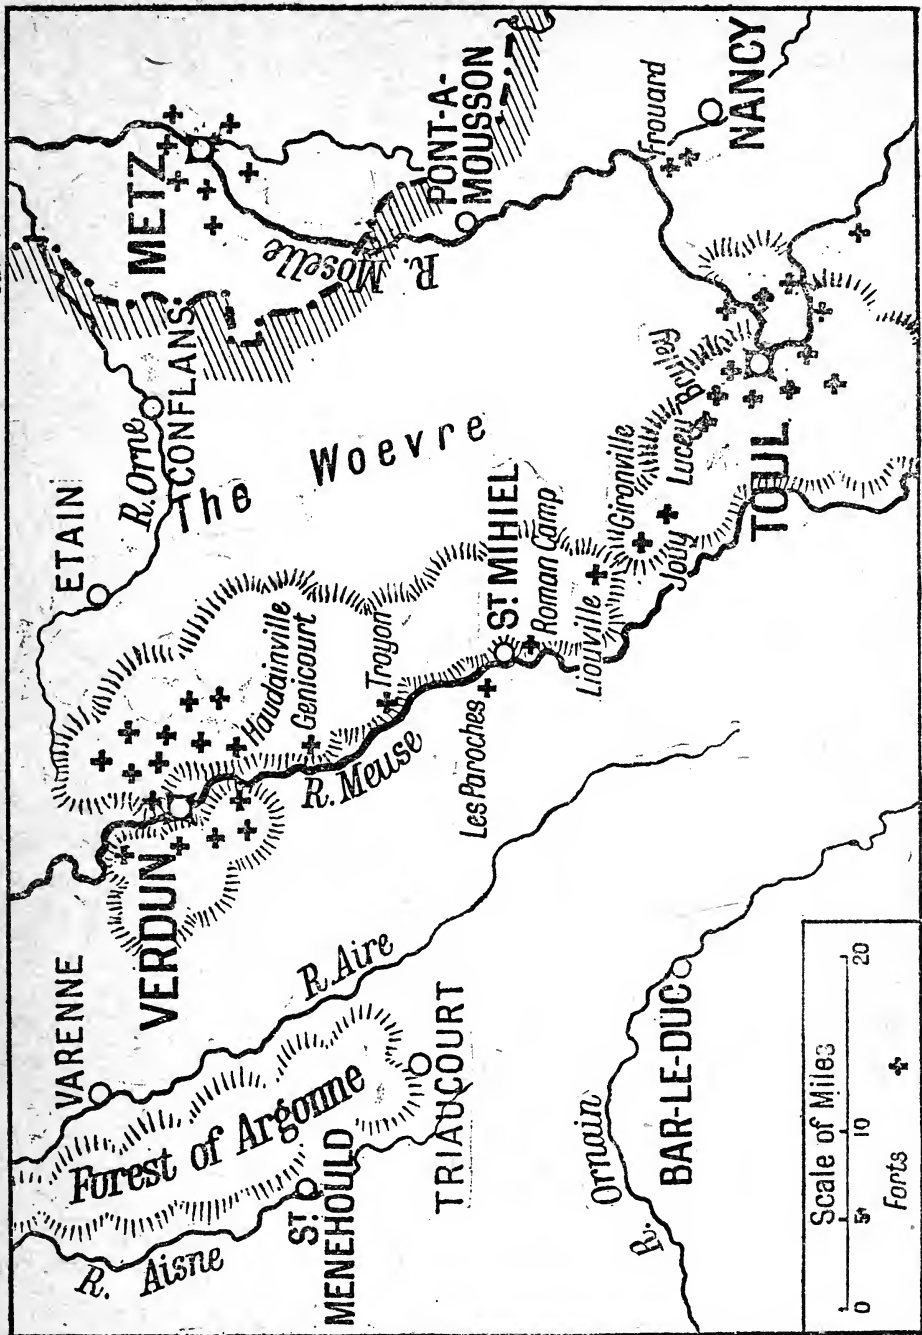 METZ
R. Moselle
PONT-A-
MOUSSON
Frouard
NANCY
CONFLANS
R. Orne
ETAIN
The Woevre
Haudainville
Genicourt
Troyon
ST MIHIEL
Roman Camp
Les Paroches
Liouville
Gironville
Jouy
Lucey
Bruley
TOUL
R. Meuse
VERDUN
VARENNE
R. Aire
Forest of Argonne
R. Aisne
ST
MENEHOULD
TRIAUCOURT
R. Ornain
BAR-LE-DUC
Scale of Miles
0 5 10 20
Forts